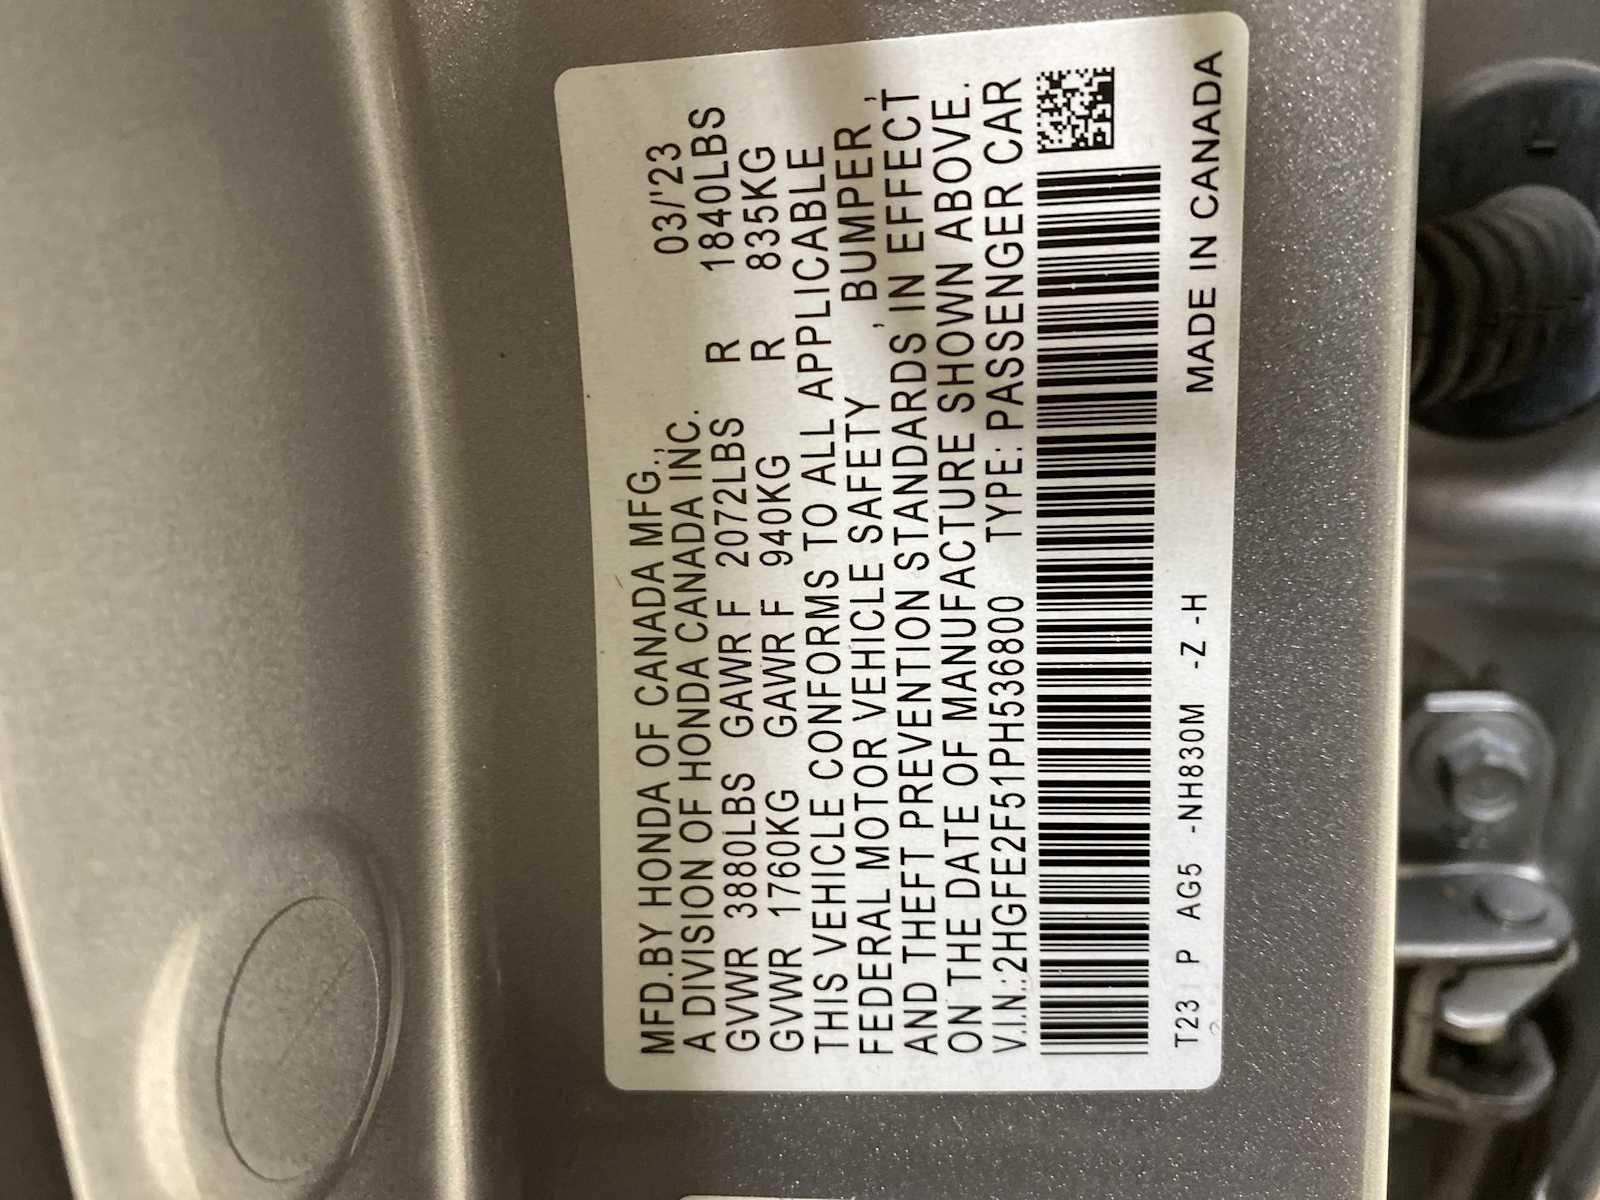 MFD.BY HONDA OF CANADA MFG., 03/'23
A DIVISION OF HONDA CANADA INC.
GVWR 3880LBS GAWR F 2072LBS R 1840LBS
GVWR 1760KG GAWR F 940KG R 835KG
THIS VEHICLE CONFORMS TO ALL APPLICABLE
FEDERAL MOTOR VEHICLE SAFETY , BUMPER ,
AND THEFT PREVENTION STANDARDS IN EFFECT
ON THE DATE OF MANUFACTURE SHOWN ABOVE.
V.I.N.:2HGFE2F51PH536800 TYPE: PASSENGER CAR
T23 P AG5 -NH830M -Z -H MADE IN CANADA